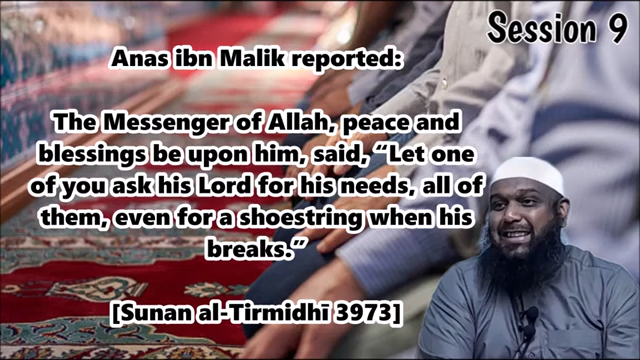 Session 9
Anas ibn Malik reported:
The Messenger of Allah, peace and
blessings be upon him, said, “Let one
of you ask his Lord for his needs, all of
them, even for a shoestring when his
breaks.”
[Sunan al-Tirmidhī 3973]